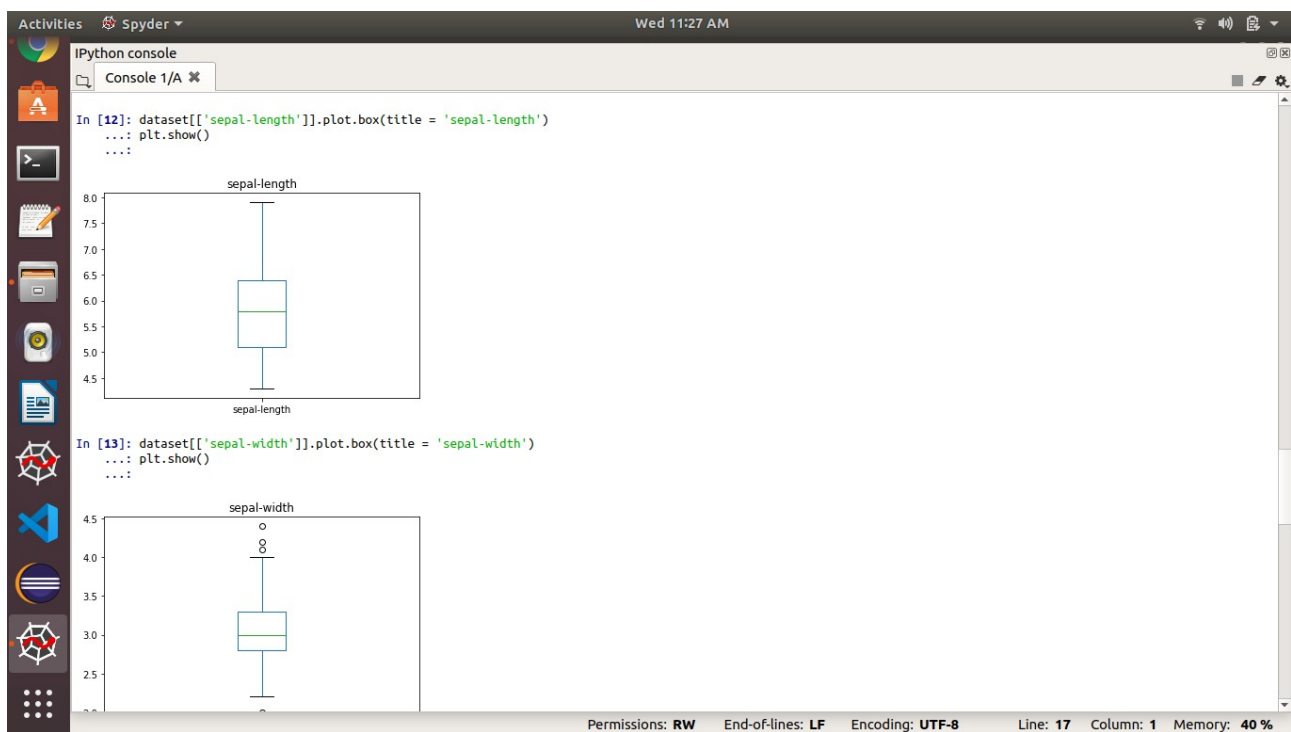 Activities Spyder Wed 11:27 AM
IPython console
Console 1/A
In [12]: dataset[['sepal-length']].plot.box(title = 'sepal-length')
...: plt.show()
...:
sepal-length
8.0
7.5
7.0
6.5
6.0
5.5
5.0
4.5
sepal-length
In [13]: dataset[['sepal-width']].plot.box(title = 'sepal-width')
...: plt.show()
...:
sepal-width
4.5
4.0
3.5
3.0
2.5
Permissions: RW End-of-lines: LF Encoding: UTF-8 Line: 17 Column: 1 Memory: 40 %